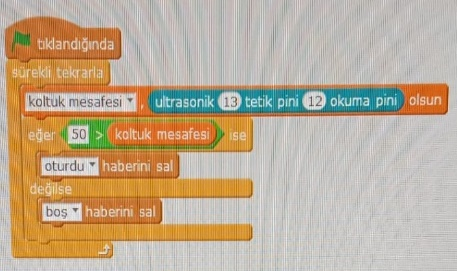 tıklandığında
sürekli tekrarla
koltuk mesafesi , ultrasonik 13 tetik pini 12 okuma pini olsun
eğer 50 > koltuk mesafesi ise
oturdu haberini sal
değilse
boş haberini sal